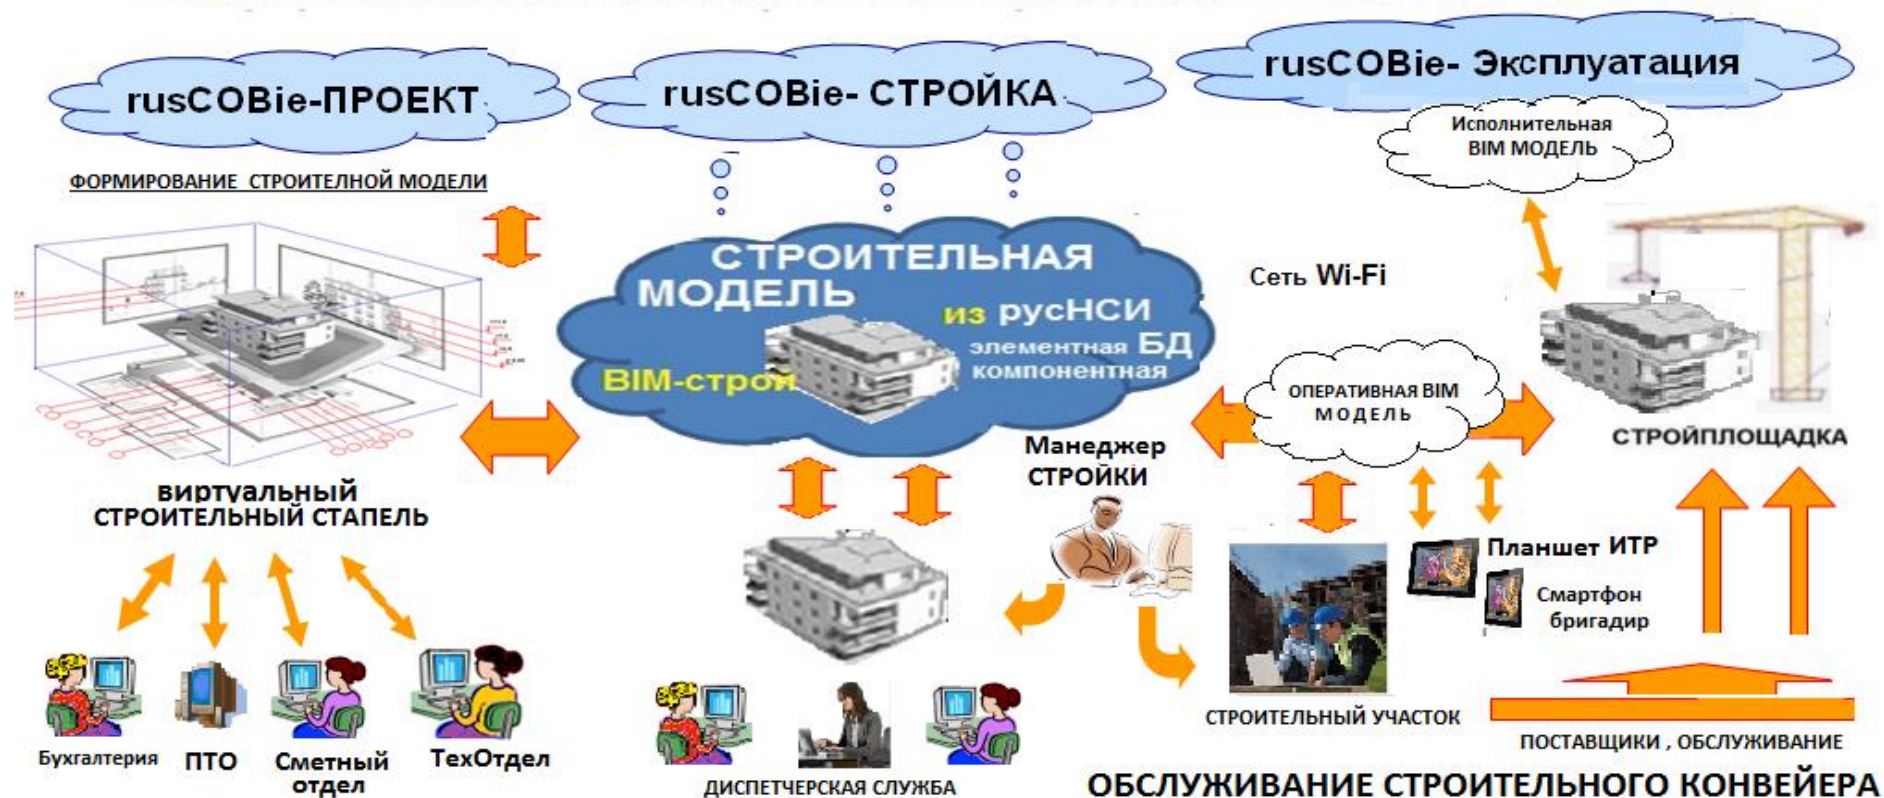 rusCOBie-ПРОЕКТ
rusCOBie- СТРОЙКА
rusCOBie- Эксплуатация
Исполнительная
BIM МОДЕЛЬ
ФОРМИРОВАНИЕ СТРОИТЕЛНОЙ МОДЕЛИ
СТРОИТЕЛЬНАЯ
МОДЕЛЬ
из русНСИ
элементная БД
компонентная
BIM-строй
Сеть Wi-Fi
ОПЕРАТИВНАЯ BIM
МОДЕЛЬ
СТРОЙПЛОЩАДКА
Манеджер
СТРОЙКИ
виртуальный
СТРОИТЕЛЬНЫЙ СТАПЕЛЬ
Планшет ИТР
Смартфон
бригадир
Бухгалтерия
ПТО
Сметный
отдел
ТехОтдел
ДИСПЕТЧЕРСКАЯ СЛУЖБА
СТРОИТЕЛЬНЫЙ УЧАСТОК
ПОСТАВЩИКИ , ОБСЛУЖИВАНИЕ
ОБСЛУЖИВАНИЕ СТРОИТЕЛЬНОГО КОНВЕЙЕРА